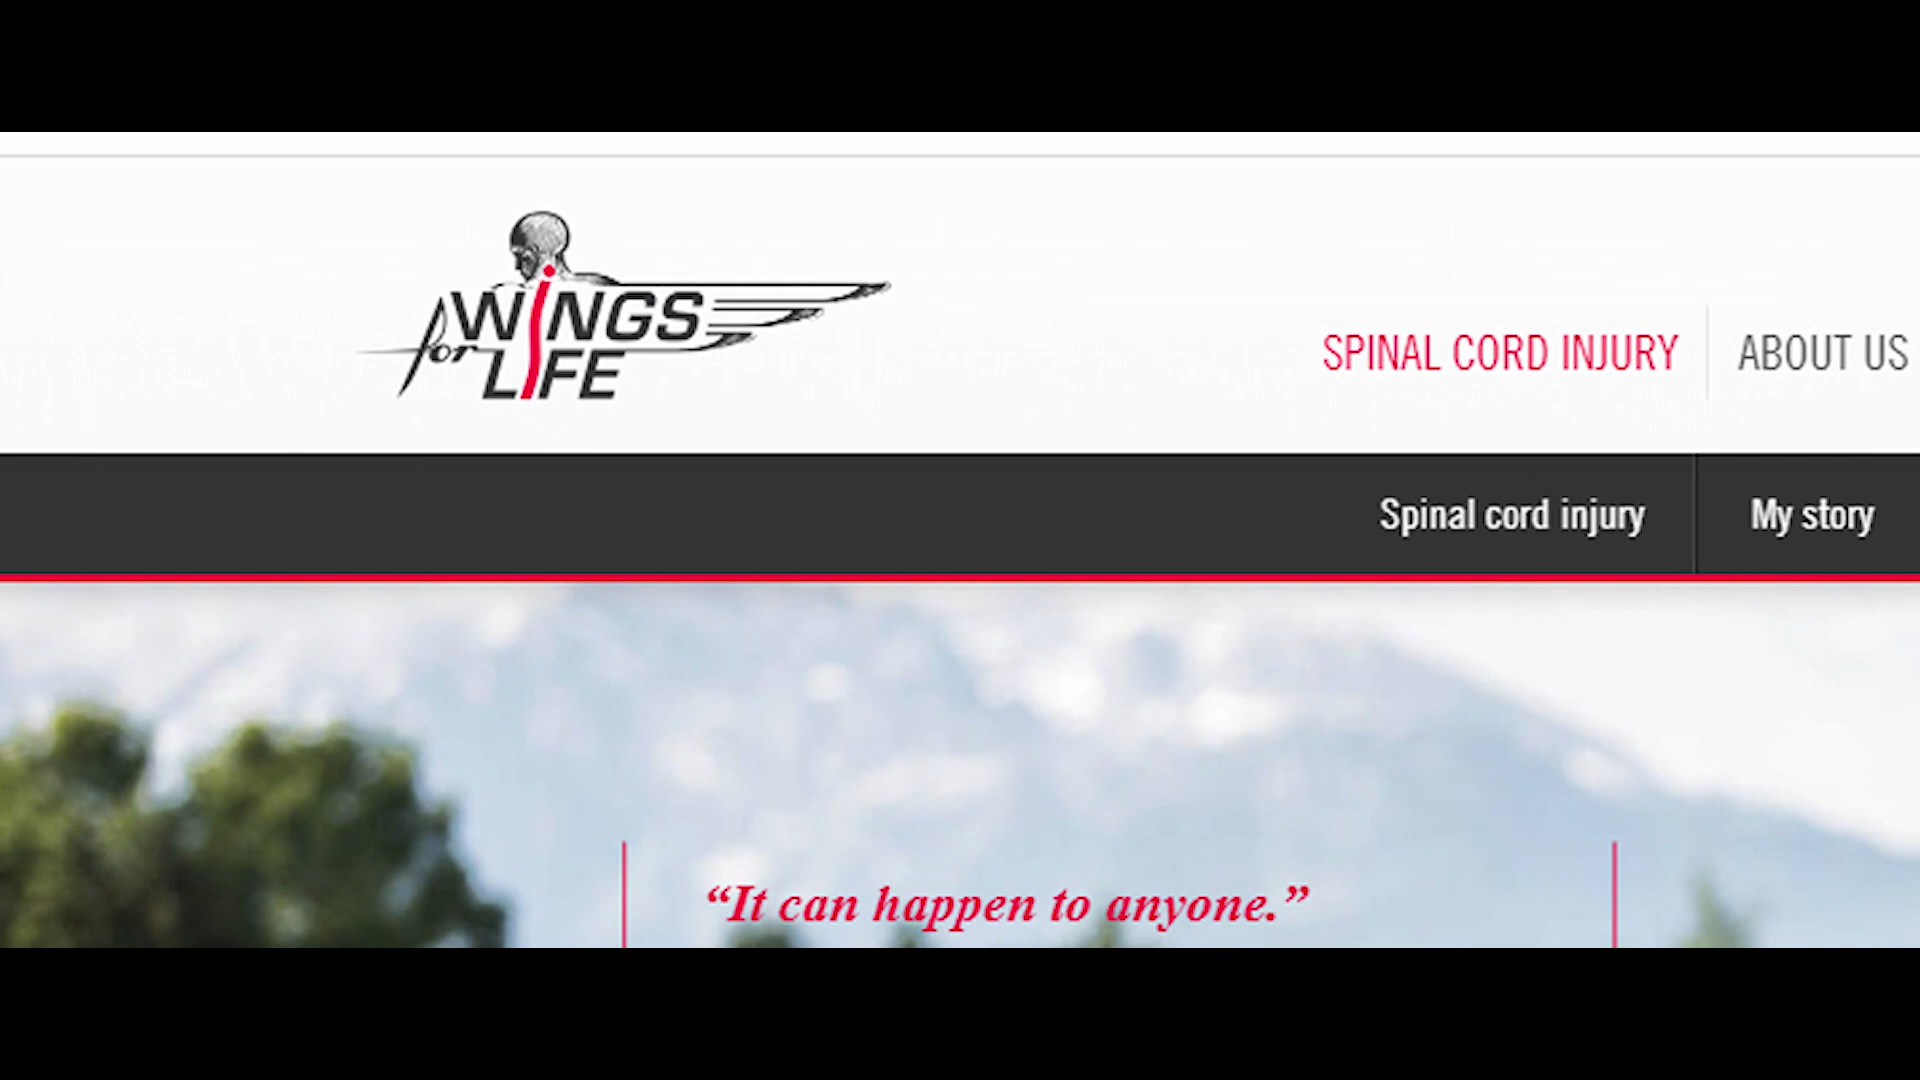 WiNGS
for LIFE
SPINAL CORD INJURY
ABOUT US
Spinal cord injury
My story
“It can happen to anyone.”